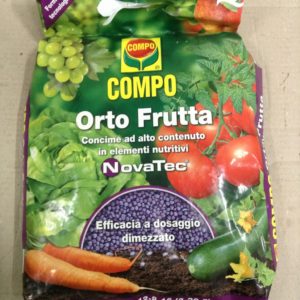 COMPO
COMPO
Orto Frutta
Concime ad alto contenuto
in elementi nutritivi
NovaTec®
Efficacia a dosaggio
dimezzato